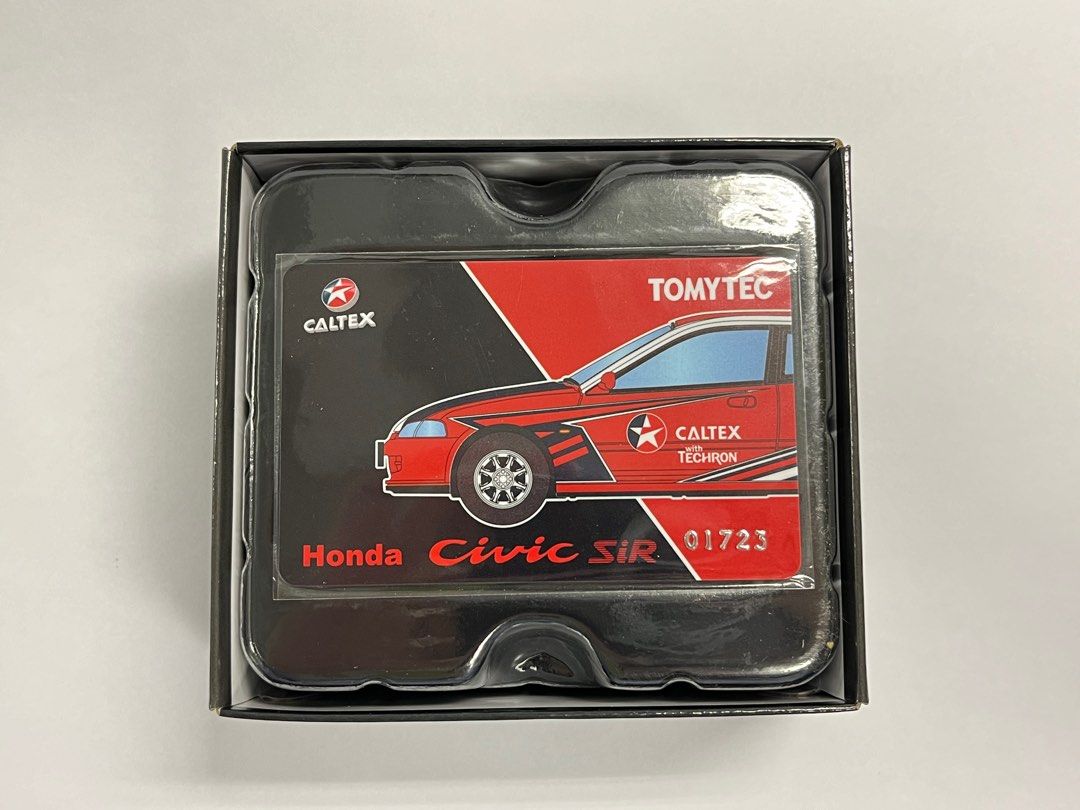 CALTEX
TOMYTEC
CALTEX
with
TECHRON
Honda Civic SiR
01723